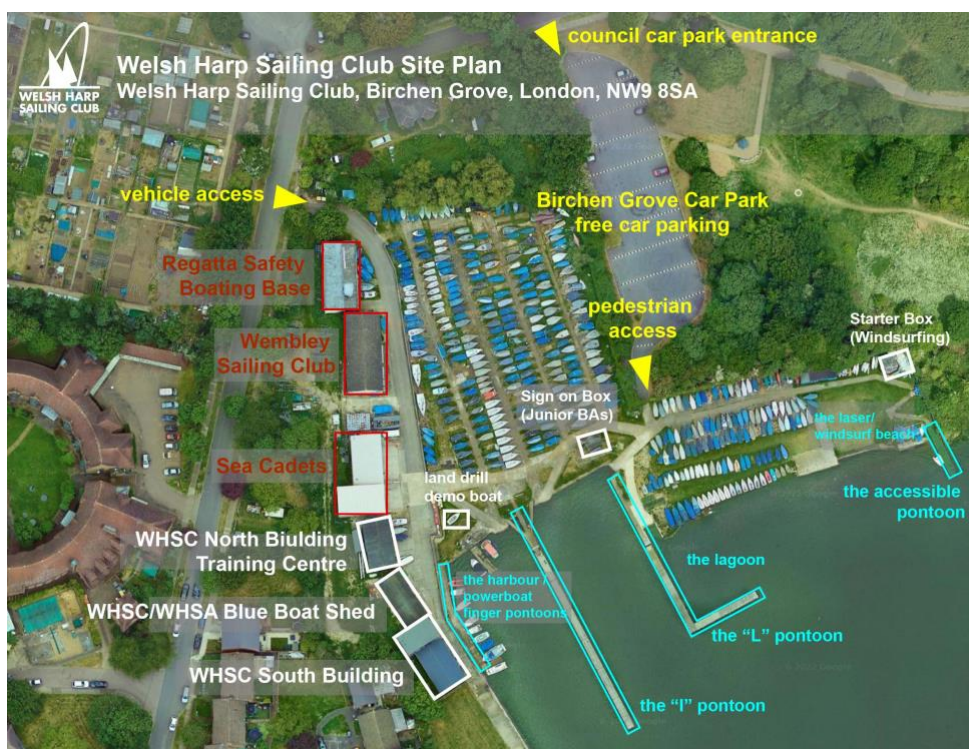 WELSH HARP
SAILING CLUB
Welsh Harp Sailing Club Site Plan
Welsh Harp Sailing Club, Birchen Grove, London, NW9 8SA
council car park entrance
vehicle access
Birchen Grove Car Park
free car parking
Regatta Safety
Boating Base
pedestrian
access
Wembley
Sailing Club
Starter Box
(Windsurfing)
Sign on Box
(Junior BAs)
the laser/
windsurf beach
Sea Cadets
land drill
demo boat
the accessible
pontoon
WHSC North Biulding
Training Centre
the lagoon
the harbour /
powerboat
finger pontoons
WHSC/WHSA Blue Boat Shed
the "L" pontoon
WHSC South Building
the "I" pontoon